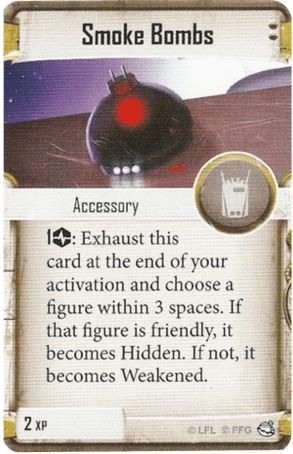 Smoke Bombs
Accessory
1: Exhaust this
card at the end of your
activation and choose a
figure within 3 spaces. If
that figure is friendly, it
becomes Hidden. If not, it
becomes Weakened.
2 XP
© LFL © FFG